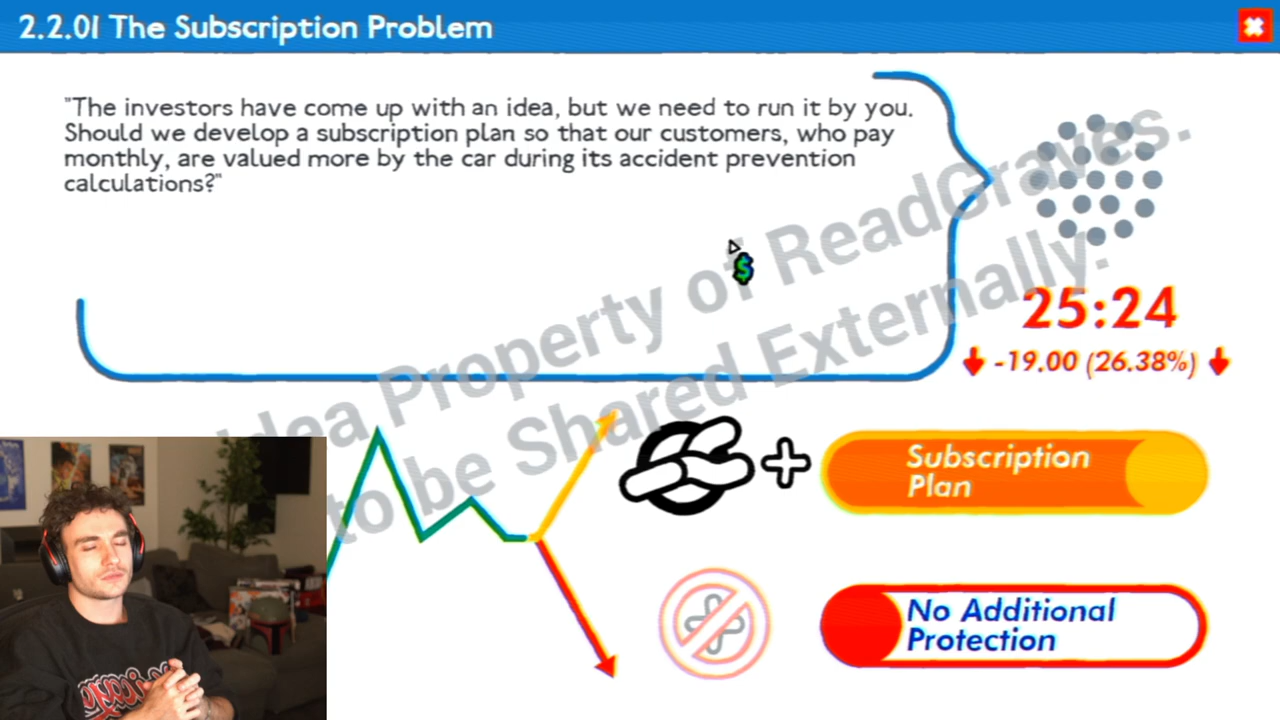 2.2.01 The Subscription Problem
"The investors have come up with an idea, but we need to run it by you.
Should we develop a subscription plan so that our customers, who pay
monthly, are valued more by the car during its accident prevention
calculations?"
$
Idea Property of ReadGraves.
to be Shared Externally.
25:24
-19.00 (26.38%)
Subscription
Plan
No Additional
Protection